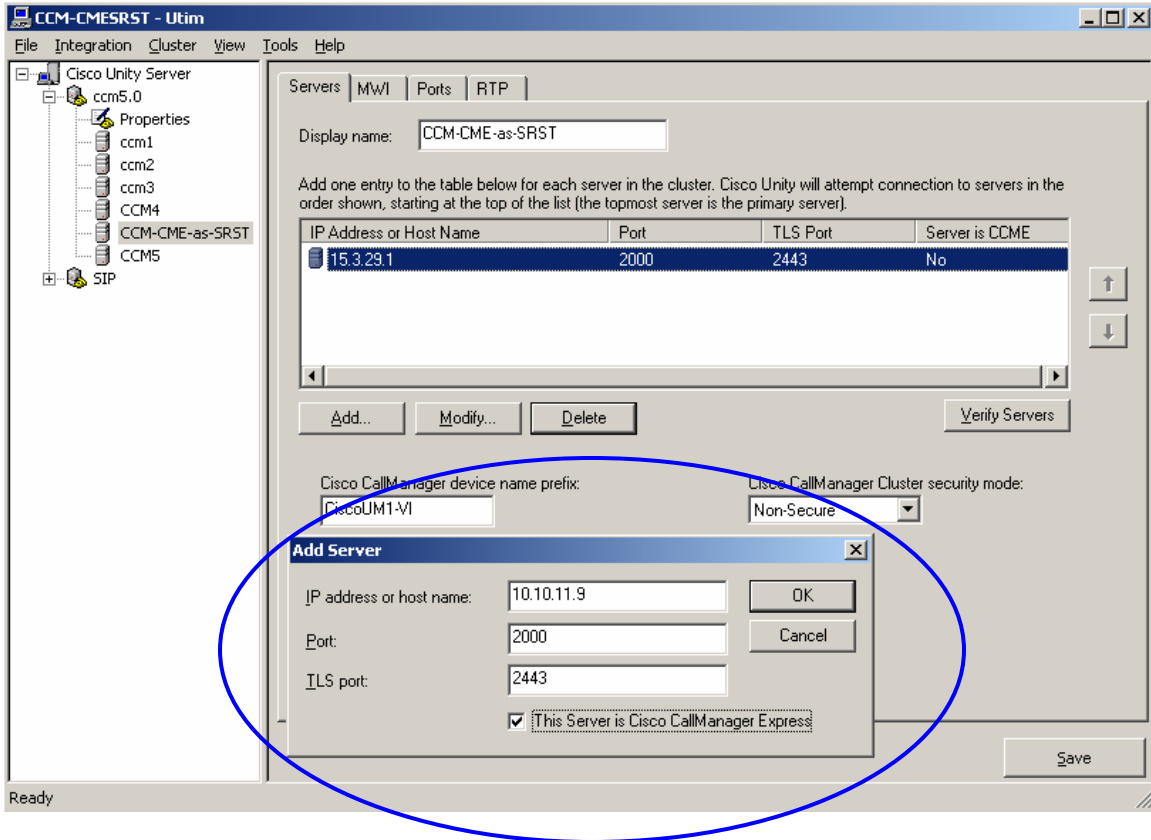 CCM-CMESRST - Utim
File Integration Cluster View Tools Help
Cisco Unity Server
ccm5.0
Properties
ccm1
ccm2
ccm3
CCM4
CCM-CME-as-SRST
CCM5
SIP
Servers MWI Ports RTP
Display name: CCM-CME-as-SRST
Add one entry to the table below for each server in the cluster. Cisco Unity will attempt connection to servers in the
order shown, starting at the top of the list (the topmost server is the primary server).
IP Address or Host Name Port TLS Port Server is CCME
15.3.29.1 2000 2443 No
Add... Modify... Delete Verify Servers
Cisco CallManager device name prefix: Cisco CallManager Cluster security mode:
CiscoUM1-VI Non-Secure
Add Server
IP address or host name: 10.10.11.9 OK
Port: 2000 Cancel
TLS port: 2443
This Server is Cisco CallManager Express
Save
Ready